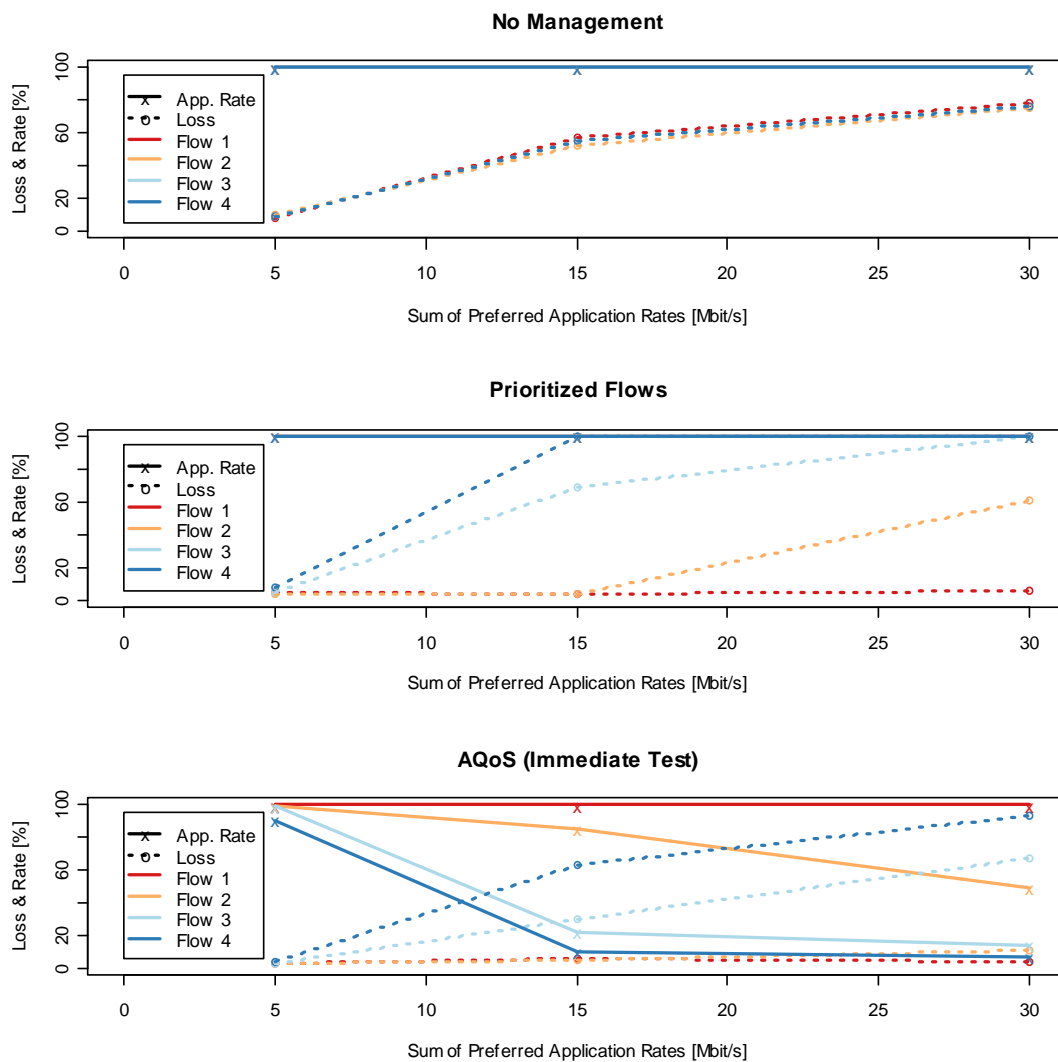 No Management
Loss & Rate [%]
100
60
20
0
App. Rate
Loss
Flow 1
Flow 2
Flow 3
Flow 4
0 5 10 15 20 25 30
Sum of Preferred Application Rates [Mbit/s]
Prioritized Flows
Loss & Rate [%]
100
60
20
0
App. Rate
Loss
Flow 1
Flow 2
Flow 3
Flow 4
0 5 10 15 20 25 30
Sum of Preferred Application Rates [Mbit/s]
AQoS (Immediate Test)
Loss & Rate [%]
100
60
20
0
App. Rate
Loss
Flow 1
Flow 2
Flow 3
Flow 4
0 5 10 15 20 25 30
Sum of Preferred Application Rates [Mbit/s]